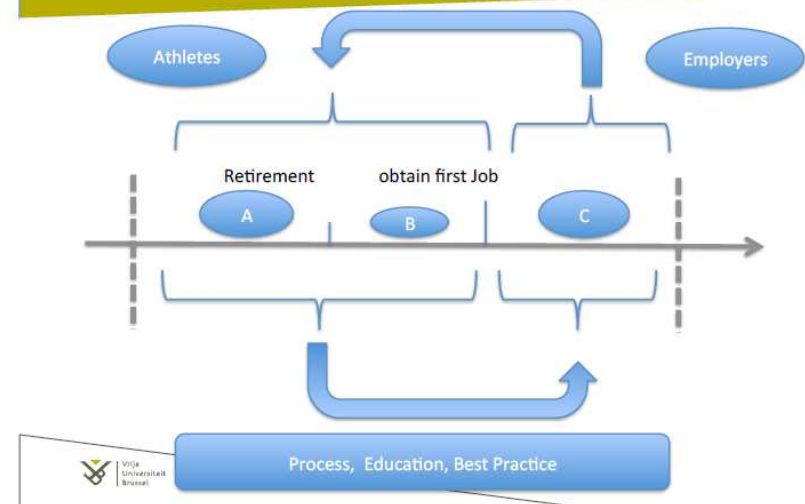 Athletes
Employers
Retirement
obtain first Job
A
B
C
Process, Education, Best Practice
Vrije
Universiteit
Brussel